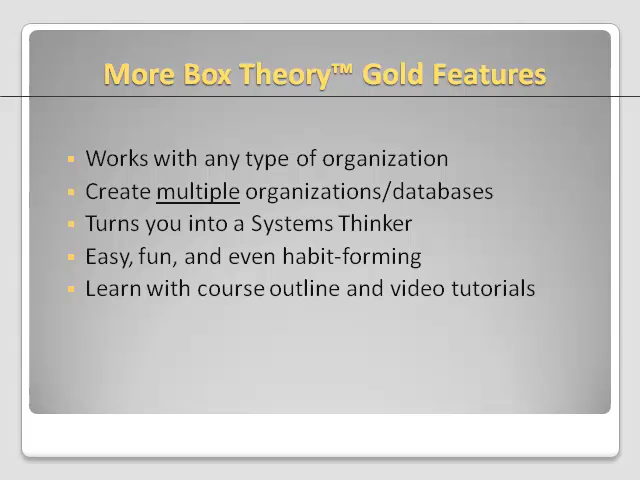 More Box Theory™ Gold Features
Works with any type of organization
Create multiple organizations/databases
Turns you into a Systems Thinker
Easy, fun, and even habit-forming
Learn with course outline and video tutorials